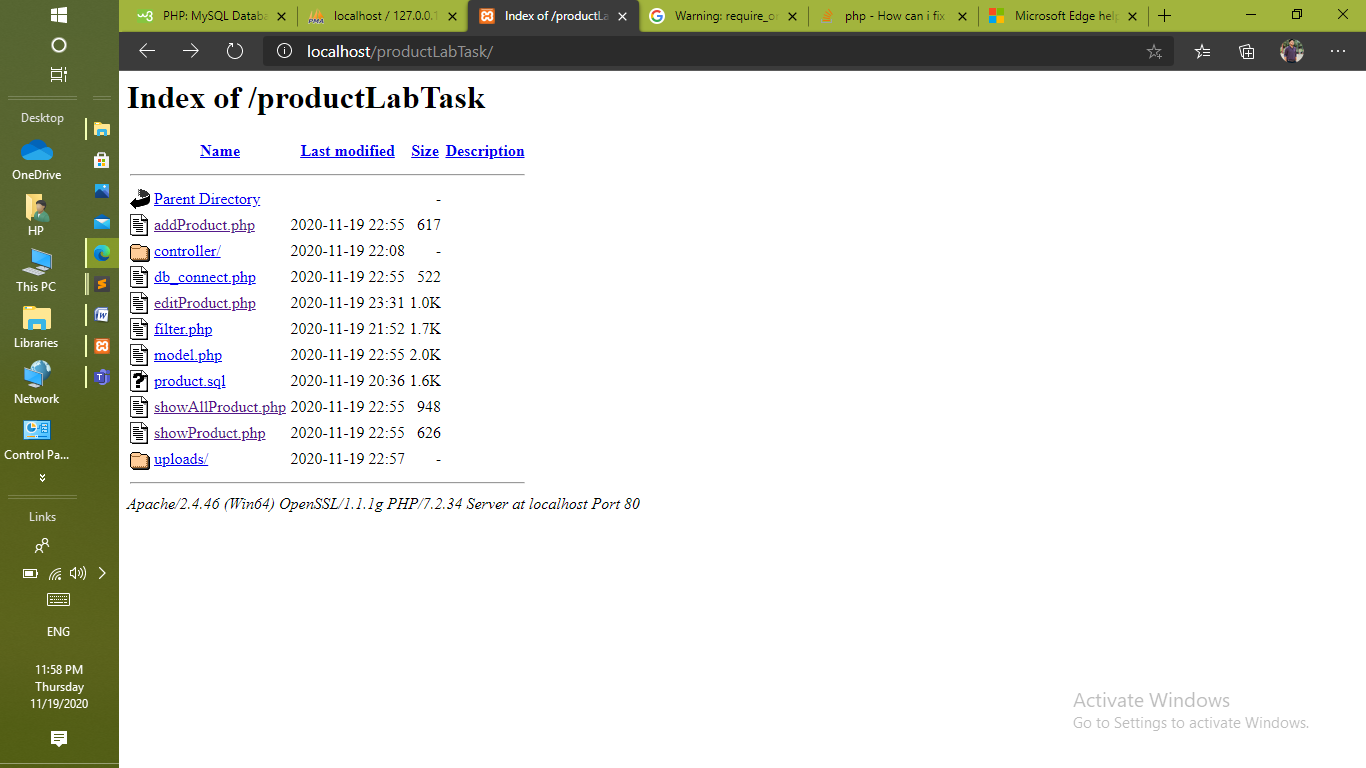 PHP: MySQL Databa
localhost / 127.0.0.1
Index of /productLa
Warning: require_on
php - How can i fix
Microsoft Edge help
localhost/productLabTask/
Desktop
OneDrive
HP
This PC
Libraries
Network
Control Pa...
Links
ENG
11:58 PM
Thursday
11/19/2020
Index of /productLabTask
Name Last modified Size Description
Parent Directory -
addProduct.php 2020-11-19 22:55 617
controller/ 2020-11-19 22:08 -
db_connect.php 2020-11-19 22:55 522
editProduct.php 2020-11-19 23:31 1.0K
filter.php 2020-11-19 21:52 1.7K
model.php 2020-11-19 22:55 2.0K
product.sql 2020-11-19 20:36 1.6K
showAllProduct.php 2020-11-19 22:55 948
showProduct.php 2020-11-19 22:55 626
uploads/ 2020-11-19 22:57 -
Apache/2.4.46 (Win64) OpenSSL/1.1.1g PHP/7.2.34 Server at localhost Port 80
Activate Windows
Go to Settings to activate Windows.